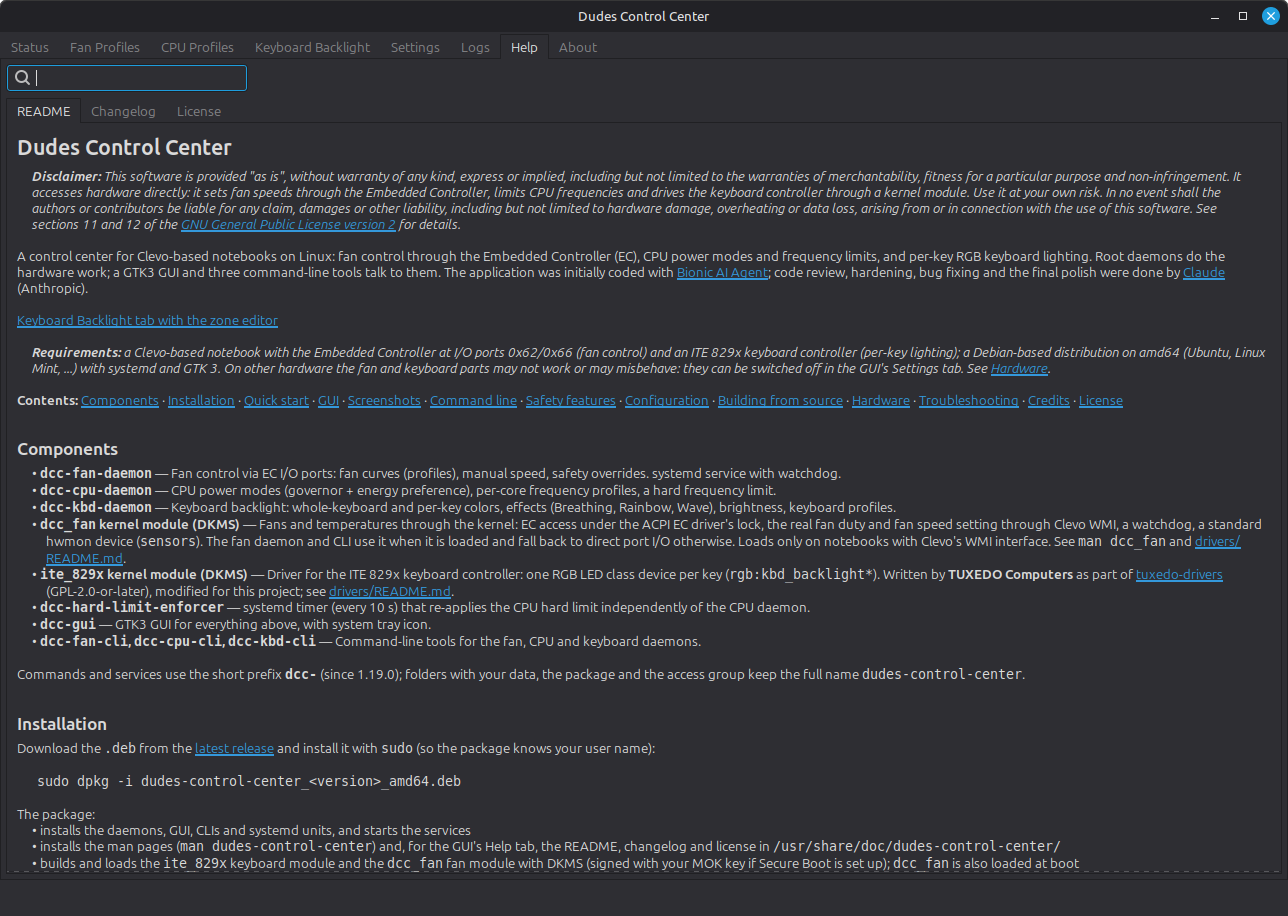 Dudes Control Center
Status Fan Profiles CPU Profiles Keyboard Backlight Settings Logs Help About
README Changelog License
Dudes Control Center
Disclaimer: This software is provided "as is", without warranty of any kind, express or implied, including but not limited to the warranties of merchantability, fitness for a particular purpose and non-infringement. It
accesses hardware directly: it sets fan speeds through the Embedded Controller, limits CPU frequencies and drives the keyboard controller through a kernel module. Use it at your own risk. In no event shall the
authors or contributors be liable for any claim, damages or other liability, including but not limited to hardware damage, overheating or data loss, arising from or in connection with the use of this software. See
sections 11 and 12 of the GNU General Public License version 2 for details.
A control center for Clevo-based notebooks on Linux: fan control through the Embedded Controller (EC), CPU power modes and frequency limits, and per-key RGB keyboard lighting. Root daemons do the
hardware work; a GTK3 GUI and three command-line tools talk to them. The application was initially coded with Bionic AI Agent; code review, hardening, bug fixing and the final polish were done by Claude
(Anthropic).
Keyboard Backlight tab with the zone editor
Requirements: a Clevo-based notebook with the Embedded Controller at I/O ports 0x62/0x66 (fan control) and an ITE 829x keyboard controller (per-key lighting); a Debian-based distribution on amd64 (Ubuntu, Linux
Mint, ...) with systemd and GTK 3. On other hardware the fan and keyboard parts may not work or may misbehave: they can be switched off in the GUI's Settings tab. See Hardware.
Contents: Components · Installation · Quick start · GUI · Screenshots · Command line · Safety features · Configuration · Building from source · Hardware · Troubleshooting · Credits · License
Components
• dcc-fan-daemon — Fan control via EC I/O ports: fan curves (profiles), manual speed, safety overrides. systemd service with watchdog.
• dcc-cpu-daemon — CPU power modes (governor + energy preference), per-core frequency profiles, a hard frequency limit.
• dcc-kbd-daemon — Keyboard backlight: whole-keyboard and per-key colors, effects (Breathing, Rainbow, Wave), brightness, keyboard profiles.
• dcc_fan kernel module (DKMS) — Fans and temperatures through the kernel: EC access under the ACPI EC driver's lock, the real fan duty and fan speed setting through Clevo WMI, a watchdog, a standard
hwmon device (sensors). The fan daemon and CLI use it when it is loaded and fall back to direct port I/O otherwise. Loads only on notebooks with Clevo's WMI interface. See man dcc_fan and drivers/
README.md.
• ite_829x kernel module (DKMS) — Driver for the ITE 829x keyboard controller: one RGB LED class device per key (rgb:kbd_backlight*). Written by TUXEDO Computers as part of tuxedo-drivers
(GPL-2.0-or-later), modified for this project; see drivers/README.md.
• dcc-hard-limit-enforcer — systemd timer (every 10 s) that re-applies the CPU hard limit independently of the CPU daemon.
• dcc-gui — GTK3 GUI for everything above, with system tray icon.
• dcc-fan-cli, dcc-cpu-cli, dcc-kbd-cli — Command-line tools for the fan, CPU and keyboard daemons.
Commands and services use the short prefix dcc- (since 1.19.0); folders with your data, the package and the access group keep the full name dudes-control-center.
Installation
Download the .deb from the latest release and install it with sudo (so the package knows your user name):
sudo dpkg -i dudes-control-center_<version>_amd64.deb
The package:
• installs the daemons, GUI, CLIs and systemd units, and starts the services
• installs the man pages (man dudes-control-center) and, for the GUI's Help tab, the README, changelog and license in /usr/share/doc/dudes-control-center/
• builds and loads the ite_829x keyboard module and the dcc_fan fan module with DKMS (signed with your MOK key if Secure Boot is set up); dcc_fan is also loaded at boot